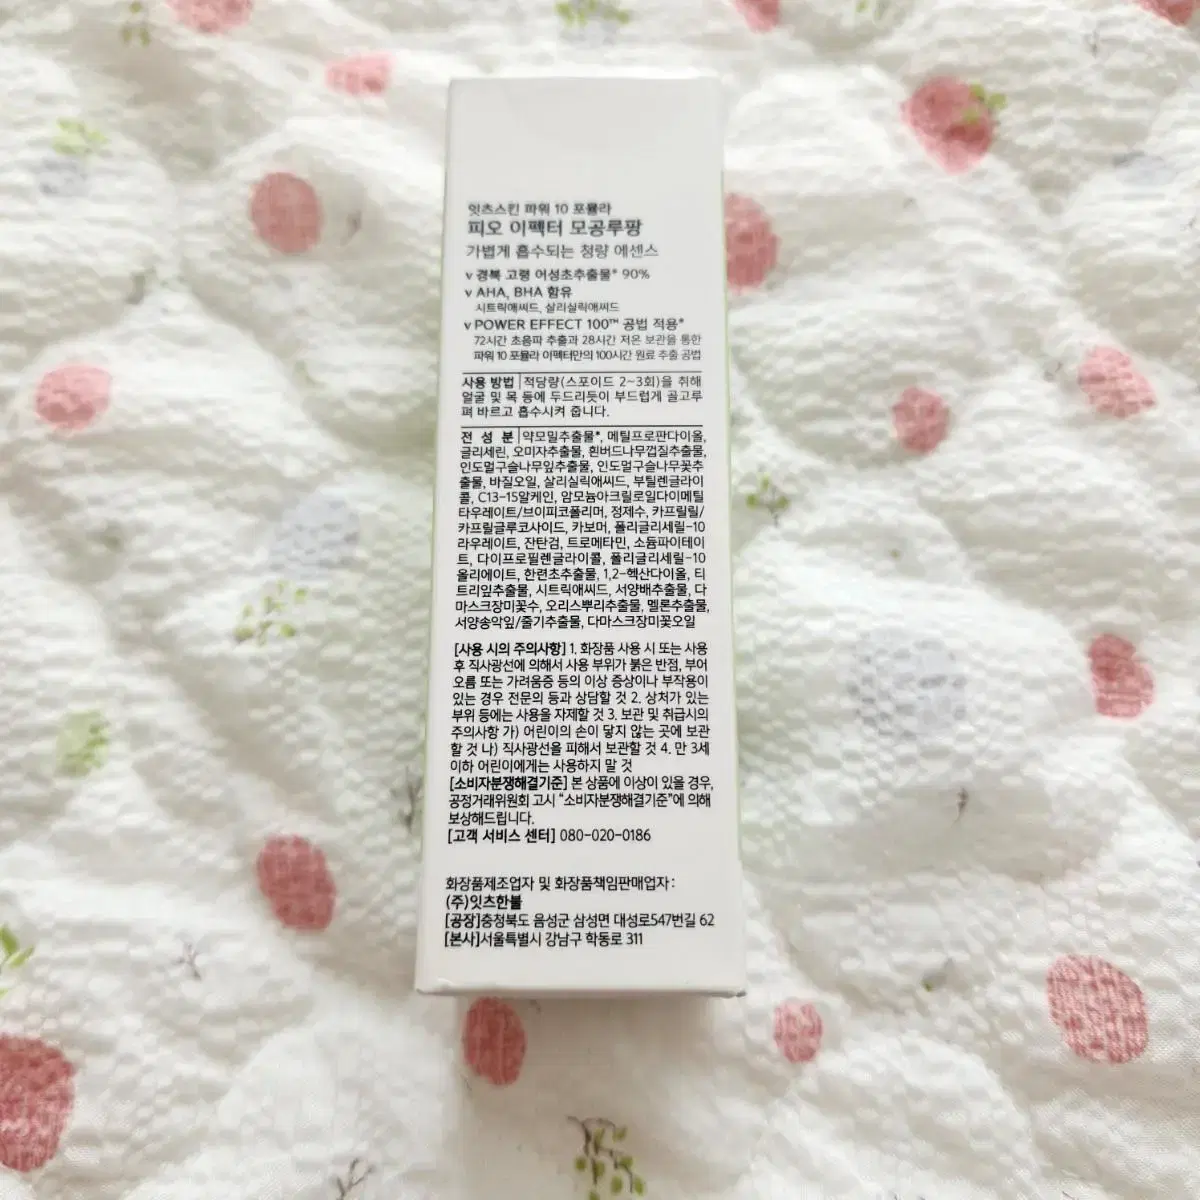 잇츠스킨 파워 10 포뮬라
피오 이펙터 모공루팡
가볍게 흡수되는 청량 에센스
v 경북 고령 어성초추출물* 90%
v AHA, BHA 함유
시트릭애씨드, 살리실릭애씨드
v POWER EFFECT 100™ 공법 적용*
72시간 초음파 추출과 28시간 저온 보관을 통한
파워 10 포뮬라 이펙터만의 100시간 원료 추출 공법
사용 방법 적당량(스포이드 2~3회)을 취해
얼굴 및 목 등에 두드리듯이 부드럽게 골고루
펴 바르고 흡수시켜 줍니다.
전 성 분 약모밀추출물*, 메틸프로판다이올,
글리세린, 오미자추출물, 흰버드나무껍질추출물,
인도멀구슬나무잎추출물, 인도멀구슬나무꽃추
출물, 바질오일, 살리실릭애씨드, 부틸렌글라이
콜, C13-15알케인, 암모늄아크릴로일다이메틸
타우레이트/브이피코폴리머, 정제수, 카프릴릴/
카프릴글루코사이드, 카보머, 폴리글리세릴-10
라우레이트, 잔탄검, 트로메타민, 소듐파이테이
트, 다이프로필렌글라이콜, 폴리글리세릴-10
올리에이트, 한련초추출물, 1,2-헥산다이올, 티
트리잎추출물, 시트릭애씨드, 서양배추출물, 다
마스크장미꽃수, 오리스뿌리추출물, 멜론추출물,
서양송악잎/줄기추출물, 다마스크장미꽃오일
[사용 시의 주의사항] 1. 화장품 사용 시 또는 사용
후 직사광선에 의해서 사용 부위가 붉은 반점, 부어
오름 또는 가려움증 등의 이상 증상이나 부작용이
있는 경우 전문의 등과 상담할 것 2. 상처가 있는
부위 등에는 사용을 자제할 것 3. 보관 및 취급시의
주의사항 가) 어린이의 손이 닿지 않는 곳에 보관
할 것 나) 직사광선을 피해서 보관할 것 4. 만 3세
이하 어린이에게는 사용하지 말 것
[소비자분쟁해결기준] 본 상품에 이상이 있을 경우,
공정거래위원회 고시 "소비자분쟁해결기준"에 의해
보상해드립니다.
[고객 서비스 센터] 080-020-0186
화장품제조업자 및 화장품책임판매업자 :
(주)잇츠한불
[공장]충청북도 음성군 삼성면 대성로547번길 62
[본사]서울특별시 강남구 학동로 311